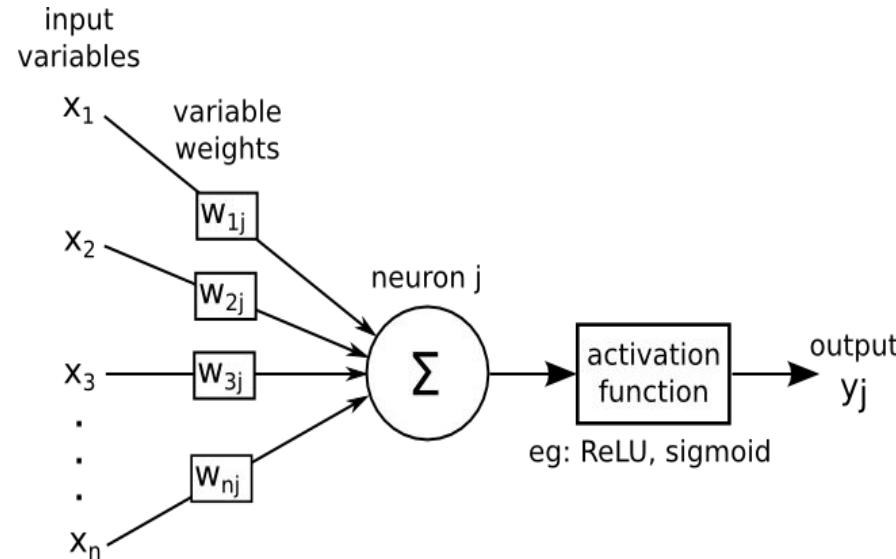 input
variables
x1
variable
weights
w1j
x2
w2j
neuron j
x3
w3j
Σ
activation
function
output
yj
eg: ReLU, sigmoid
.
.
.
wnj
xn